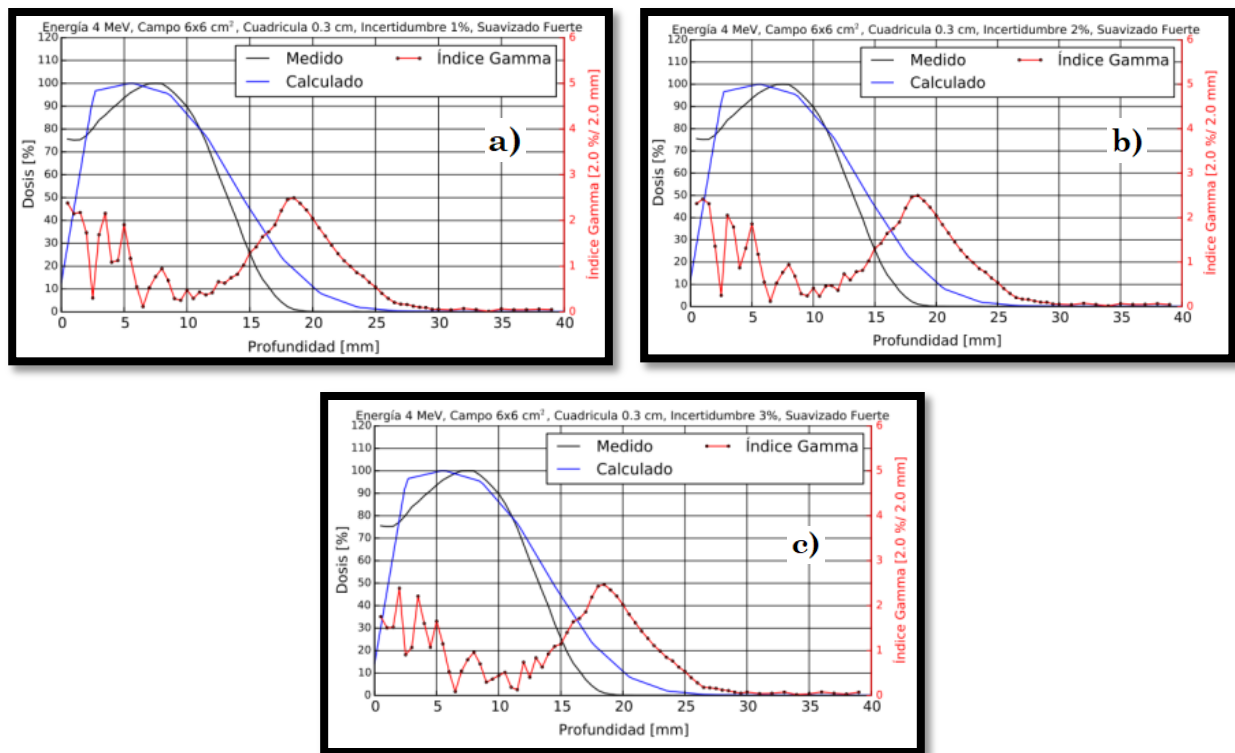 Energía 4 MeV, Campo 6x6 cm², Cuadricula 0.3 cm, Incertidumbre 1%, Suavizado Fuerte
120
110
100
90
80
70
60
50
40
30
20
10
0
Dosis [%]
0 5 10 15 20 25 30 35 40
Profundidad [mm]
6
5
4
3
2
1
0
Índice Gamma [2.0 %/ 2.0 mm]
Medido
Calculado
Índice Gamma
a)
Energía 4 MeV, Campo 6x6 cm², Cuadricula 0.3 cm, Incertidumbre 2%, Suavizado Fuerte
120
110
100
90
80
70
60
50
40
30
20
10
0
Dosis [%]
0 5 10 15 20 25 30 35 40
Profundidad [mm]
6
5
4
3
2
1
0
Índice Gamma [2.0 %/ 2.0 mm]
Medido
Calculado
Índice Gamma
b)
Energía 4 MeV, Campo 6x6 cm², Cuadricula 0.3 cm, Incertidumbre 3%, Suavizado Fuerte
120
110
100
90
80
70
60
50
40
30
20
10
0
Dosis [%]
0 5 10 15 20 25 30 35 40
Profundidad [mm]
6
5
4
3
2
1
0
Índice Gamma [2.0 %/ 2.0 mm]
Medido
Calculado
Índice Gamma
c)